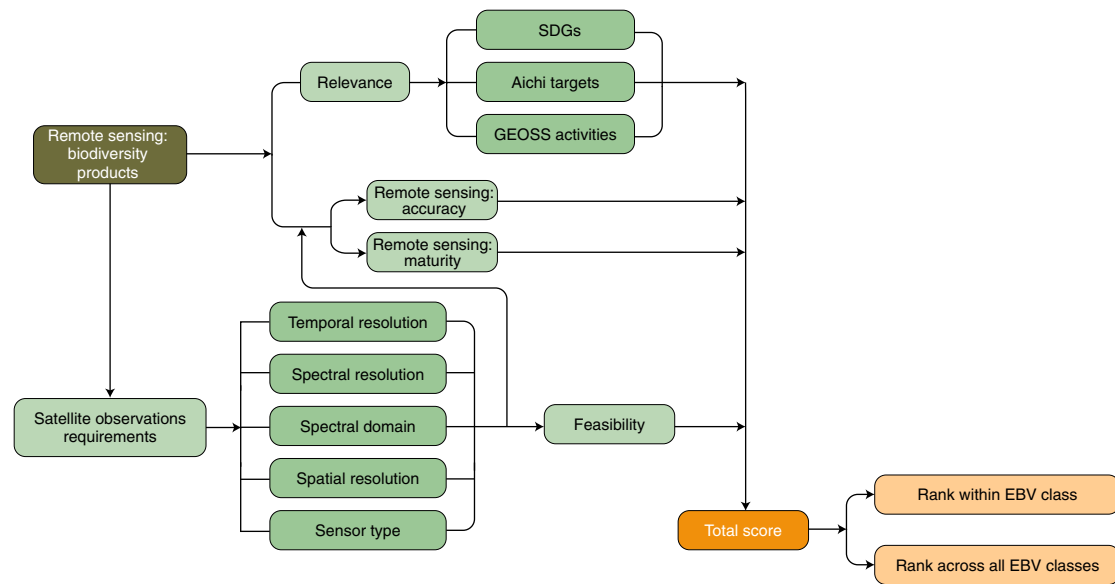 SDGs
Relevance
Aichi targets
GEOSS activities
Remote sensing:
biodiversity
products
Remote sensing:
accuracy
Remote sensing:
maturity
Temporal resolution
Spectral resolution
Satellite observations
requirements
Spectral domain
Feasibility
Spatial resolution
Sensor type
Total score
Rank within EBV class
Rank across all EBV classes